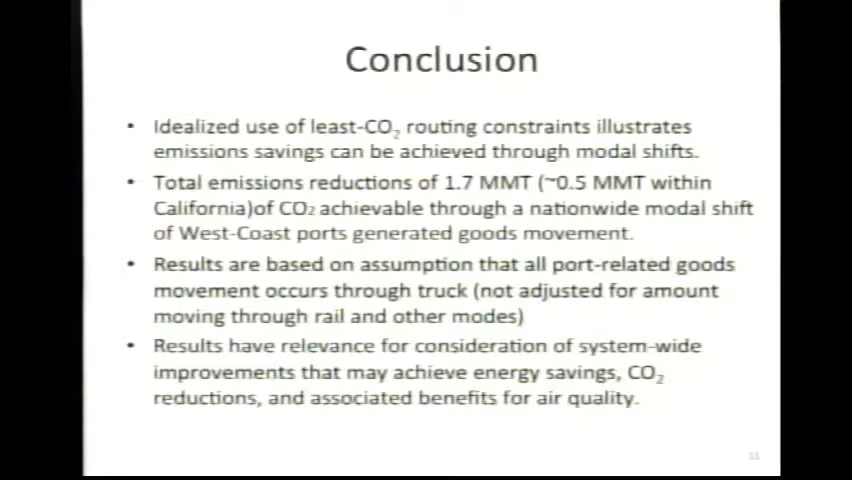 Conclusion
• Idealized use of least-CO₂ routing constraints illustrates
emissions savings can be achieved through modal shifts.
• Total emissions reductions of 1.7 MMT (~0.5 MMT within
California)of CO₂ achievable through a nationwide modal shift
of West-Coast ports generated goods movement.
• Results are based on assumption that all port-related goods
movement occurs through truck (not adjusted for amount
moving through rail and other modes)
• Results have relevance for consideration of system-wide
improvements that may achieve energy savings, CO₂
reductions, and associated benefits for air quality.